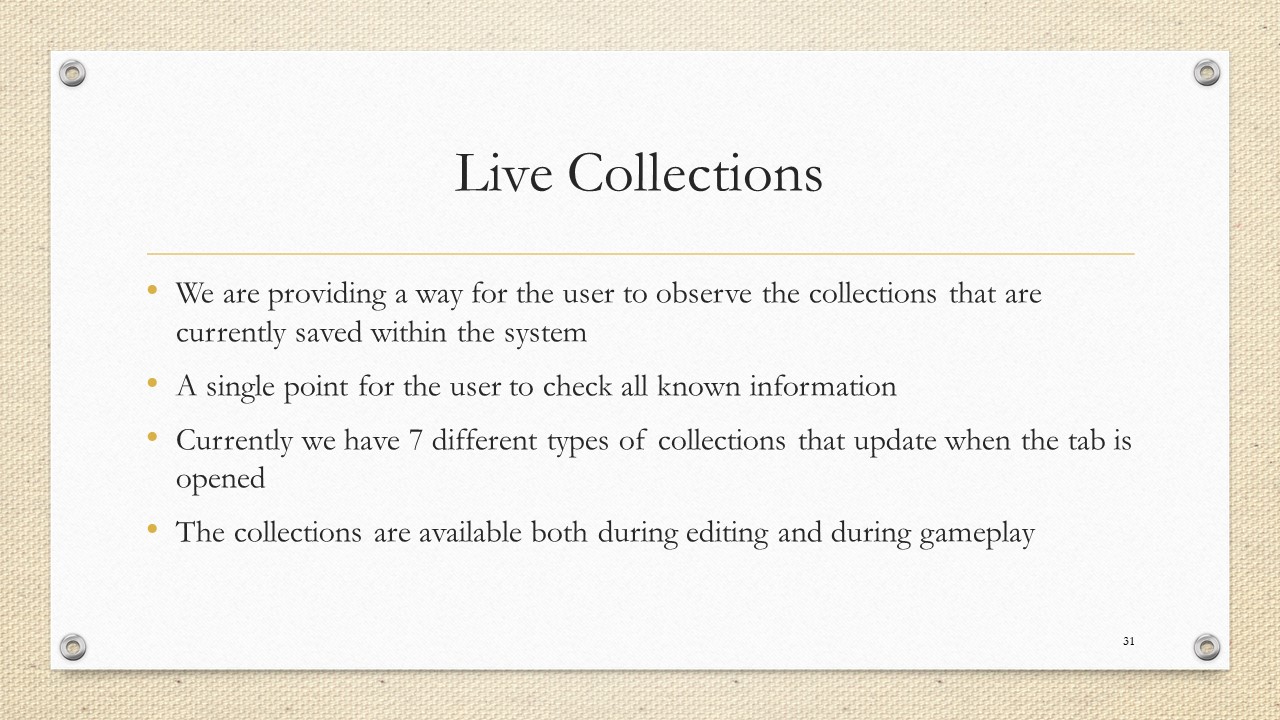 Live Collections
• We are providing a way for the user to observe the collections that are
currently saved within the system
• A single point for the user to check all known information
• Currently we have 7 different types of collections that update when the tab is
opened
• The collections are available both during editing and during gameplay
31